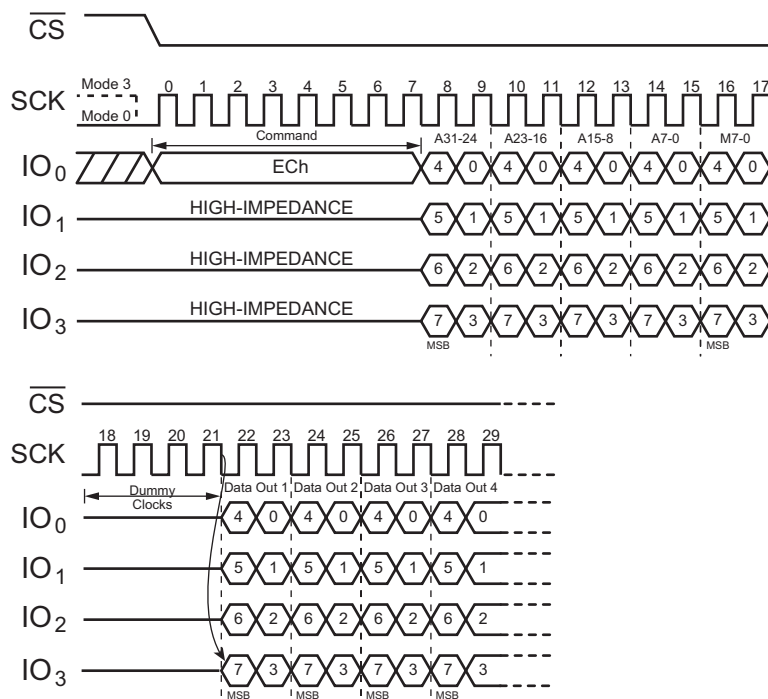 CS
Mode 3
Mode 0
SCK 0 1 2 3 4 5 6 7 8 9 10 11 12 13 14 15 16 17
Command A31-24 A23-16 A15-8 A7-0 M7-0
IO0 ECh 4 0 4 0 4 0 4 0 4 0
IO1 HIGH-IMPEDANCE 5 1 5 1 5 1 5 1 5 1
IO2 HIGH-IMPEDANCE 6 2 6 2 6 2 6 2 6 2
IO3 HIGH-IMPEDANCE 7 3 7 3 7 3 7 3 7 3
MSB MSB
CS
SCK 18 19 20 21 22 23 24 25 26 27 28 29
Dummy Clocks Data Out 1 Data Out 2 Data Out 3 Data Out 4
IO0 4 0 4 0 4 0 4 0
IO1 5 1 5 1 5 1 5 1
IO2 6 2 6 2 6 2 6 2
IO3 7 3 7 3 7 3 7 3
MSB MSB MSB MSB